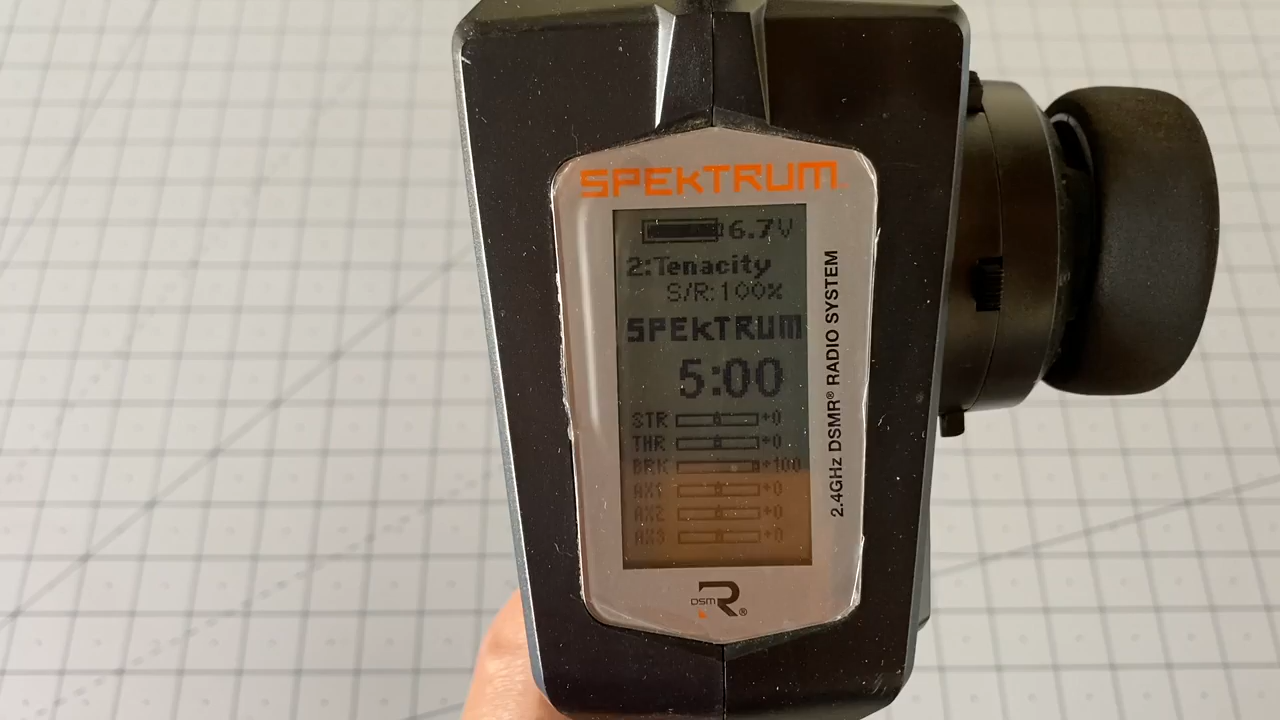 SPEKTRUM
6.7V
2:Tenacity
S/R:100%
SPEKTRUM
5:00
STR +0
THR +0
BRK +100
AX1 +0
AX2 +0
AX3 +0
2.4GHz DSMR® RADIO SYSTEM
DSMR®